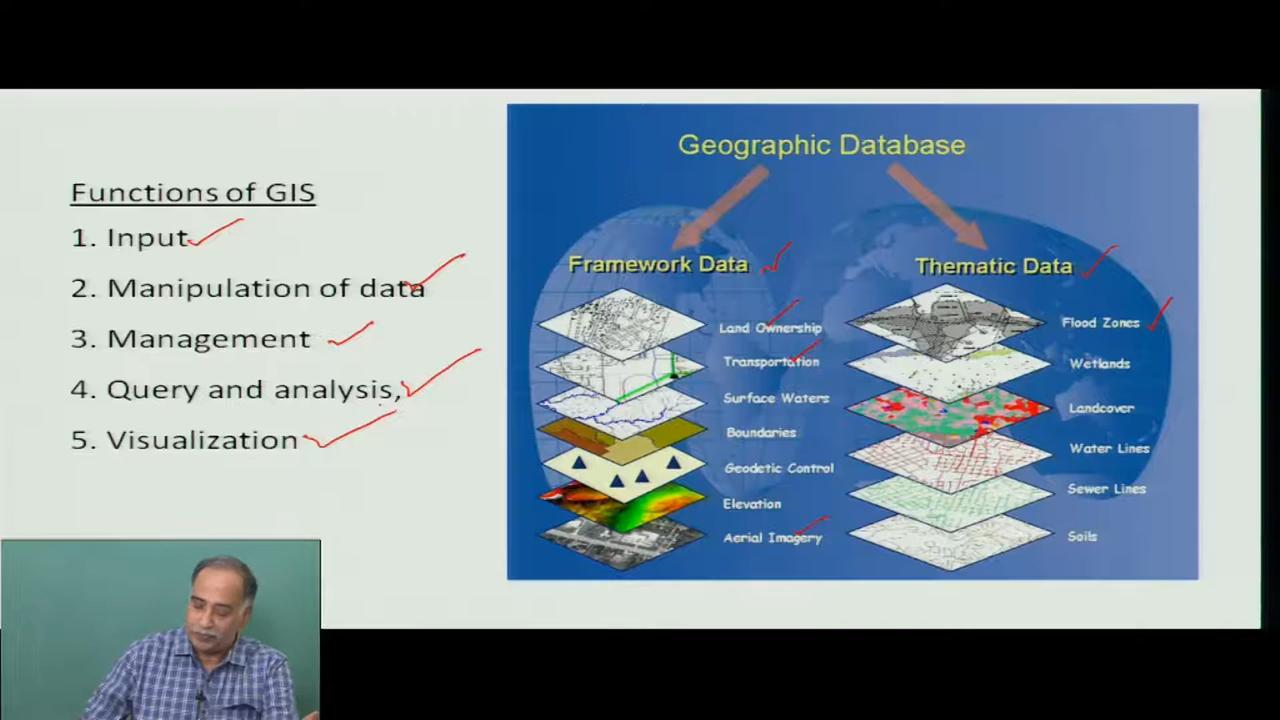 Functions of GIS
1. Input
2. Manipulation of data
3. Management
4. Query and analysis,
5. Visualization
Geographic Database
Framework Data
Land Ownership
Transportation
Surface Waters
Boundaries
Geodetic Control
Elevation
Aerial Imagery
Thematic Data
Flood Zones
Wetlands
Landcover
Water Lines
Sewer Lines
Soils